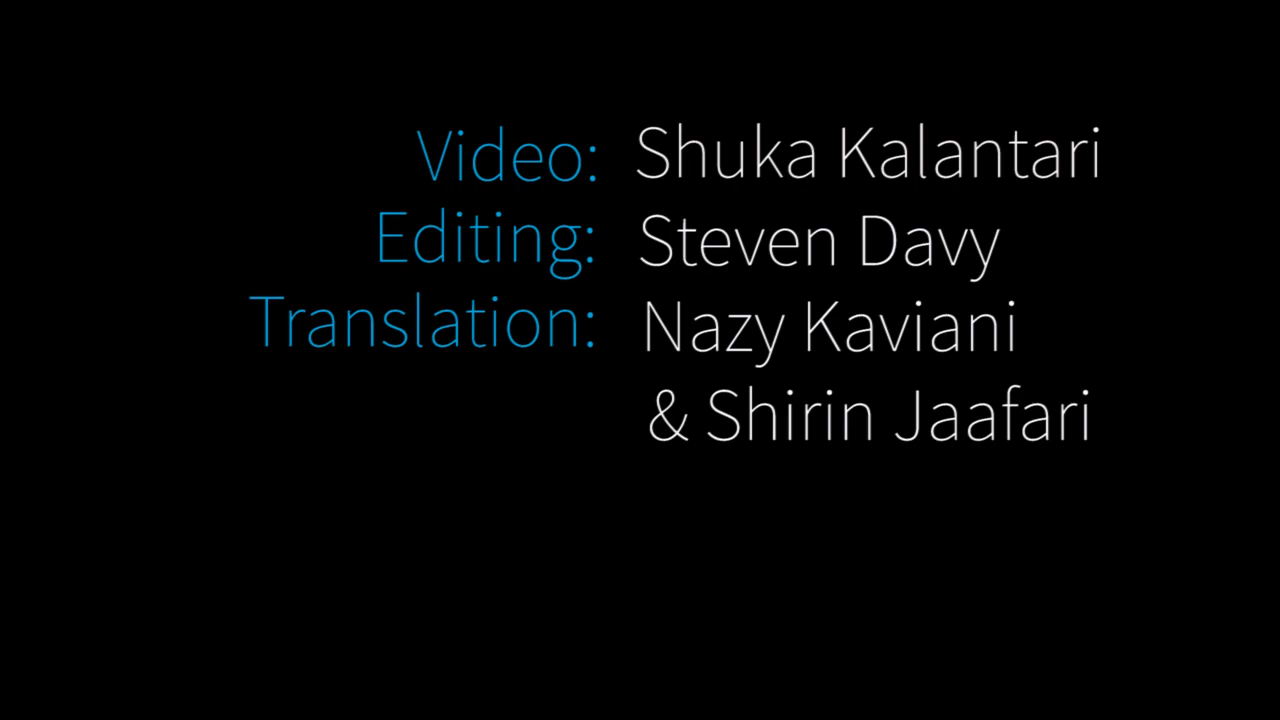 Video: Shuka Kalantari
Editing: Steven Davy
Translation: Nazy Kaviani
& Shirin Jaafari